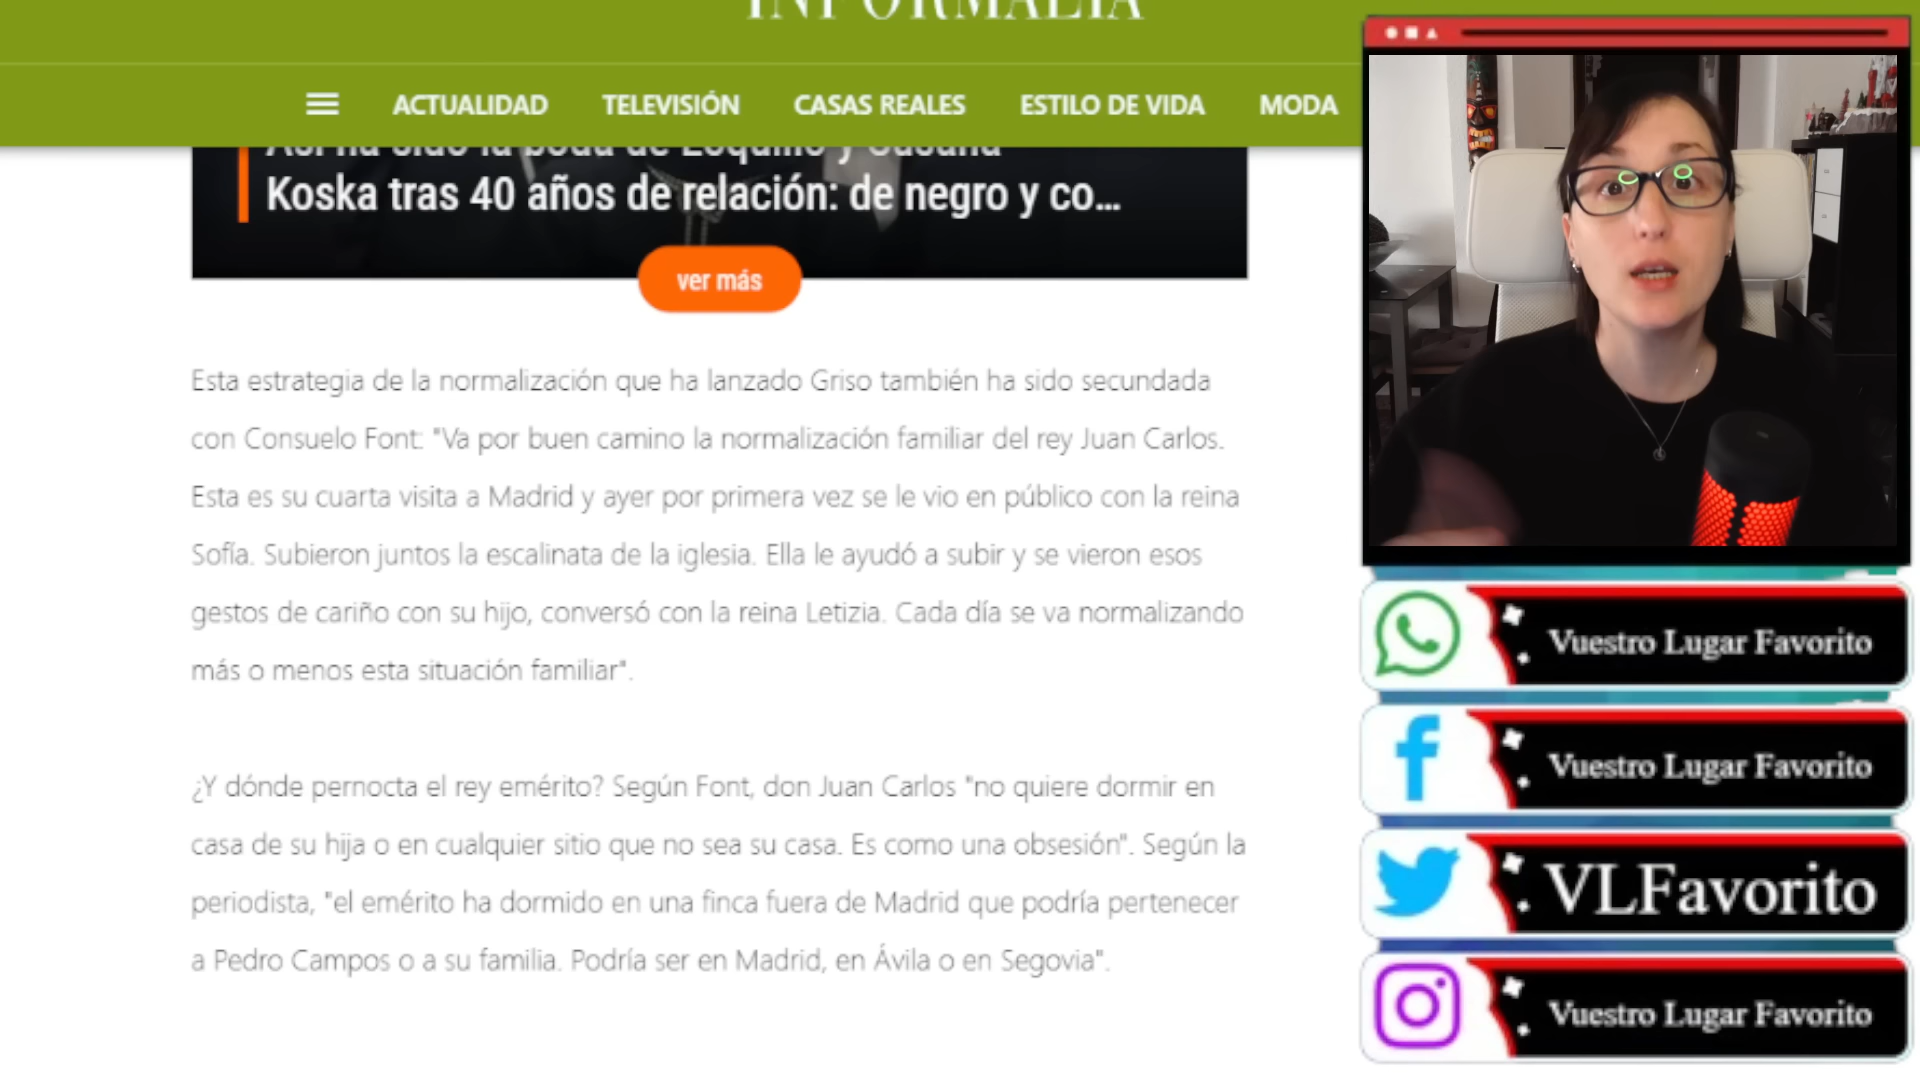 INFORMALIA
ACTUALIDAD TELEVISIÓN CASAS REALES ESTILO DE VIDA MODA
Así ha sido la boda de Loquillo y Susana
Koska tras 40 años de relación: de negro y co...
ver más
Esta estrategia de la normalización que ha lanzado Griso también ha sido secundada
con Consuelo Font: "Va por buen camino la normalización familiar del rey Juan Carlos.
Esta es su cuarta visita a Madrid y ayer por primera vez se le vio en público con la reina
Sofía. Subieron juntos la escalinata de la iglesia. Ella le ayudó a subir y se vieron esos
gestos de cariño con su hijo, conversó con la reina Letizia. Cada día se va normalizando
más o menos esta situación familiar".
¿Y dónde pernocta el rey emérito? Según Font, don Juan Carlos "no quiere dormir en
casa de su hija o en cualquier sitio que no sea su casa. Es como una obsesión". Según la
periodista, "el emérito ha dormido en una finca fuera de Madrid que podría pertenecer
a Pedro Campos o a su familia. Podría ser en Madrid, en Ávila o en Segovia".
Vuestro Lugar Favorito
Vuestro Lugar Favorito
VLFavorito
Vuestro Lugar Favorito